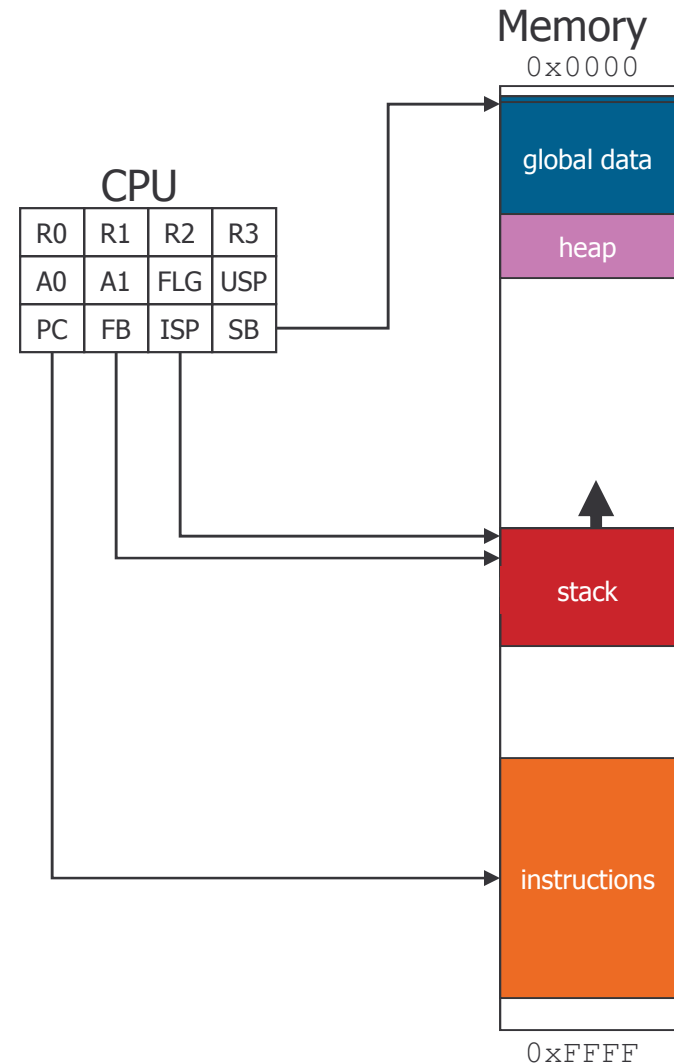 Memory
0x0000
global data
CPU
R0 R1 R2 R3
heap
A0 A1 FLG USP
PC FB ISP SB
stack
instructions
0xFFFF